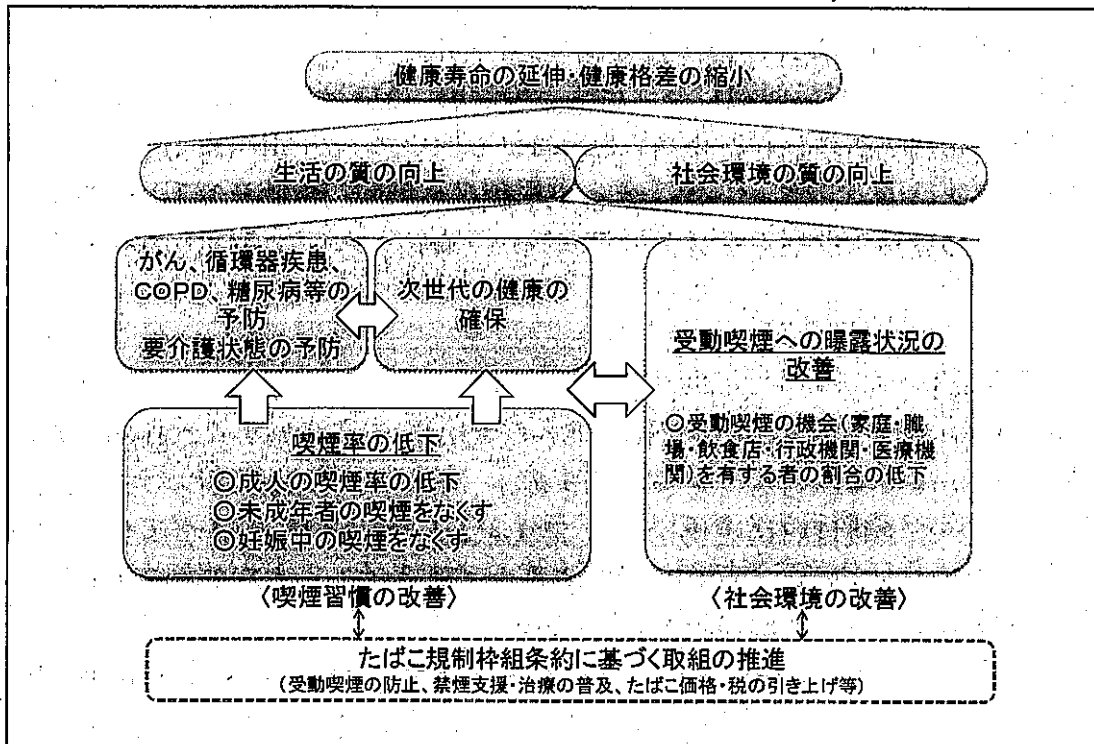 健康寿命の延伸・健康格差の縮小
生活の質の向上
社会環境の質の向上
がん、循環器疾患、
COPD、糖尿病等の
予防
要介護状態の予防
次世代の健康の
確保
受動喫煙への曝露状況の
改善
◎受動喫煙の機会(家庭・職
場・飲食店・行政機関・医療機
関)を有する者の割合の低下
喫煙率の低下
◎成人の喫煙率の低下
◎未成年者の喫煙をなくす
◎妊娠中の喫煙をなくす
〈喫煙習慣の改善〉
〈社会環境の改善〉
たばこ規制枠組条約に基づく取組の推進
(受動喫煙の防止、禁煙支援・治療の普及、たばこ価格・税の引き上げ等)